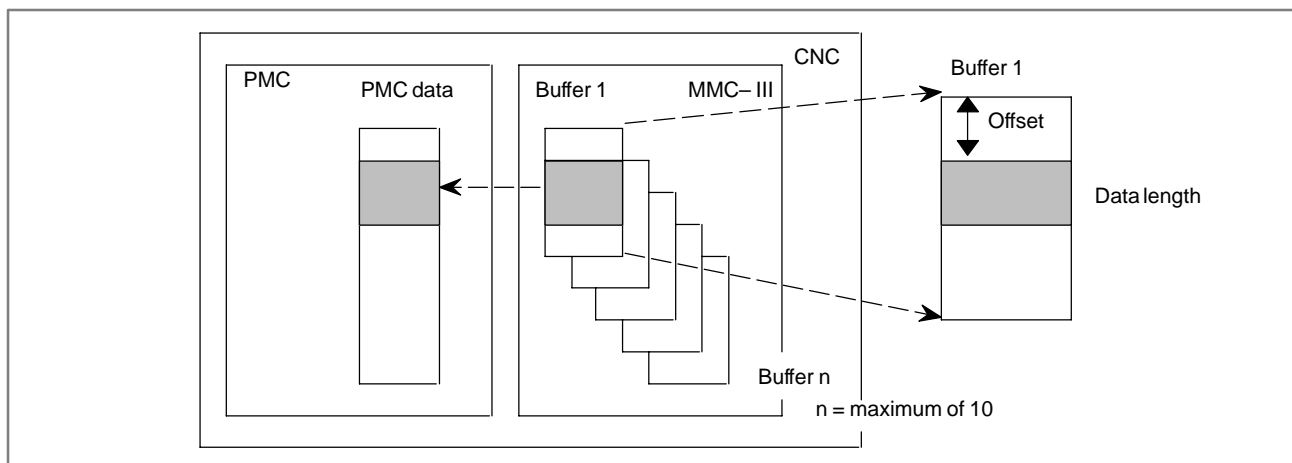 CNC
PMC
PMC data
Buffer 1
MMC– III
Buffer 1
Offset
Data length
Buffer n
n = maximum of 10